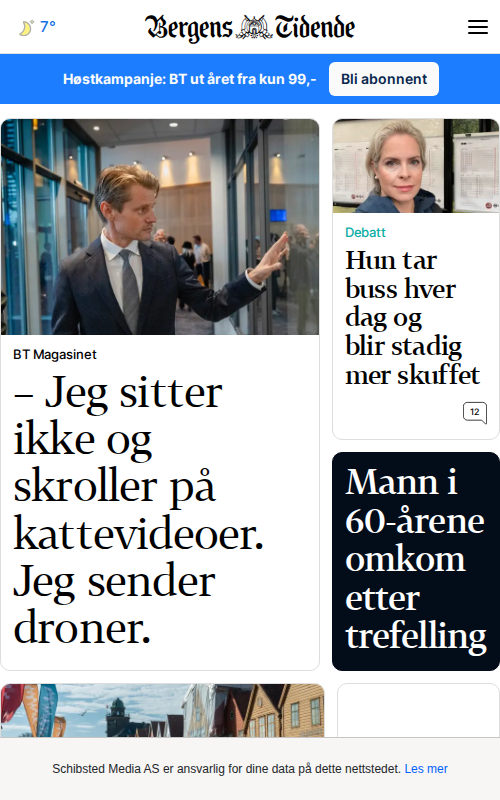 7°
Bergens Tidende
Høstkampanje: BT ut året fra kun 99,-
Bli abonnent
BT Magasinet
– Jeg sitter
ikke og
skroller på
kattevideoer.
Jeg sender
droner.
Debatt
Hun tar
buss hver
dag og
blir stadig
mer skuffet
12
Mann i
60-årene
omkom
etter
trefelling
Schibsted Media AS er ansvarlig for dine data på dette nettstedet. Les mer